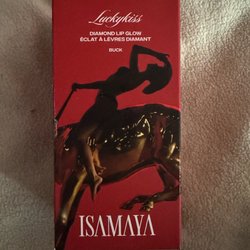 Luckykiss
DIAMOND LIP GLOW
ÉCLAT À LÈVRES DIAMANT
BUCK
ISAMAYA